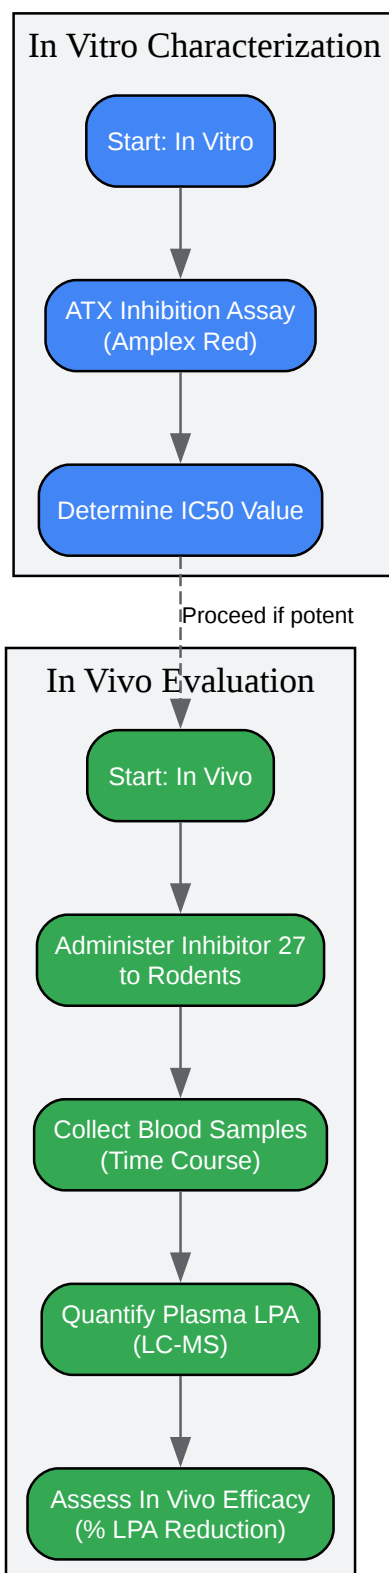 In Vitro Characterization
Start: In Vitro
ATX Inhibition Assay
(Amplex Red)
Determine IC50 Value
Proceed if potent
In Vivo Evaluation
Start: In Vivo
Administer Inhibitor 27
to Rodents
Collect Blood Samples
(Time Course)
Quantify Plasma LPA
(LC-MS)
Assess In Vivo Efficacy
(% LPA Reduction)